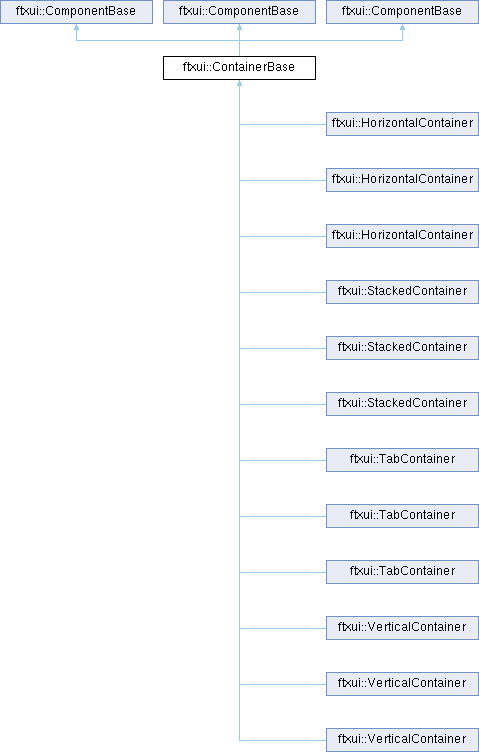 ftxui::ComponentBase
ftxui::ComponentBase
ftxui::ComponentBase
ftxui::ContainerBase
ftxui::HorizontalContainer
ftxui::HorizontalContainer
ftxui::HorizontalContainer
ftxui::StackedContainer
ftxui::StackedContainer
ftxui::StackedContainer
ftxui::TabContainer
ftxui::TabContainer
ftxui::TabContainer
ftxui::VerticalContainer
ftxui::VerticalContainer
ftxui::VerticalContainer